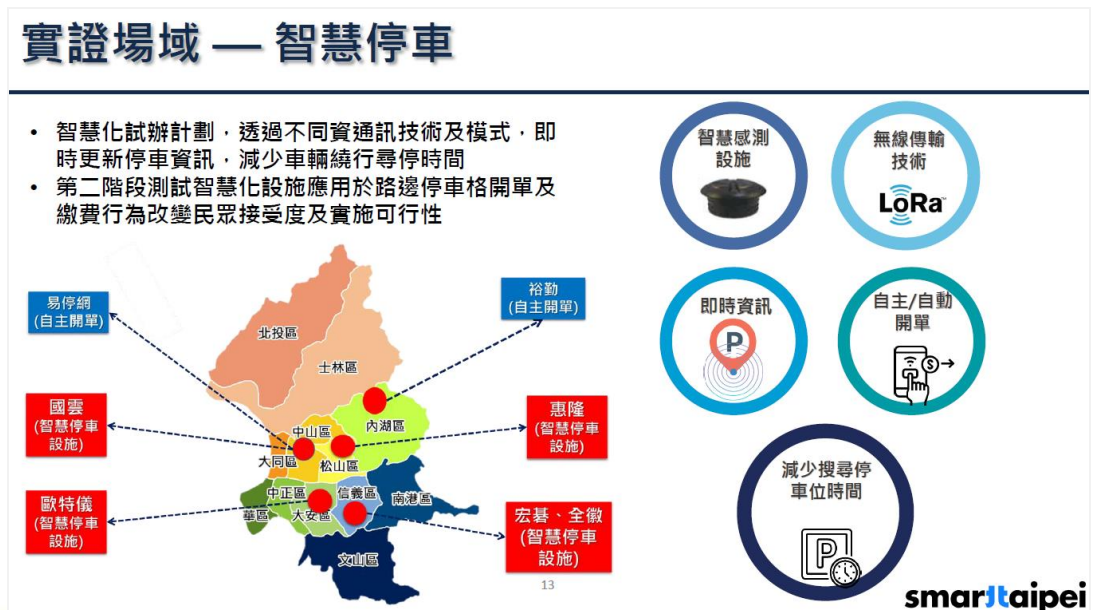 實證場域 — 智慧停車
• 智慧化試辦計劃，透過不同資通訊技術及模式，即
時更新停車資訊，減少車輛繞行尋停時間
• 第二階段測試智慧化設施應用於路邊停車格開單及
繳費行為改變民眾接受度及實施可行性
智慧感測
設施
無線傳輸
技術
LoRa
即時資訊
P
自主/自動
開單
$
減少搜尋停
車位時間
P
易停網
(自主開單)
裕勤
(自主開單)
國雲
(智慧停車
設施)
惠隆
(智慧停車
設施)
歐特儀
(智慧停車
設施)
宏碁、全徽
(智慧停車
設施)
北投區
士林區
內湖區
中山區
大同區
松山區
中正區
信義區
南港區
華區
大安區
文山區
13
smarttaipei